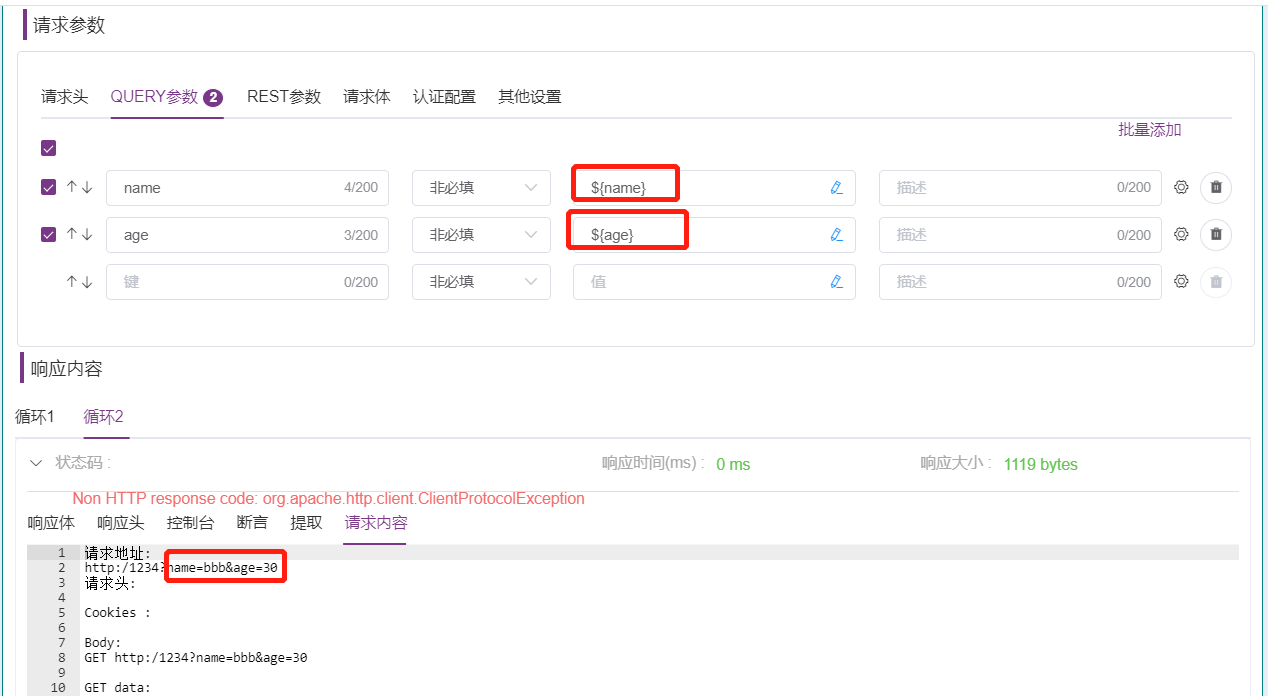 请求参数
请求头 QUERY参数 2 REST参数 请求体 认证配置 其他设置
批量添加
name 4/200 非必填 ${name} 描述 0/200
age 3/200 非必填 ${age} 描述 0/200
键 0/200 非必填 值 描述 0/200
响应内容
循环1 循环2
状态码 : 响应时间(ms) : 0 ms 响应大小 : 1119 bytes
Non HTTP response code: org.apache.http.client.ClientProtocolException
响应体 响应头 控制台 断言 提取 请求内容
1 请求地址:
2 http:/1234?name=bbb&age=30
3 请求头:
4
5 Cookies :
6
7 Body:
8 GET http:/1234?name=bbb&age=30
9
10 GET data: